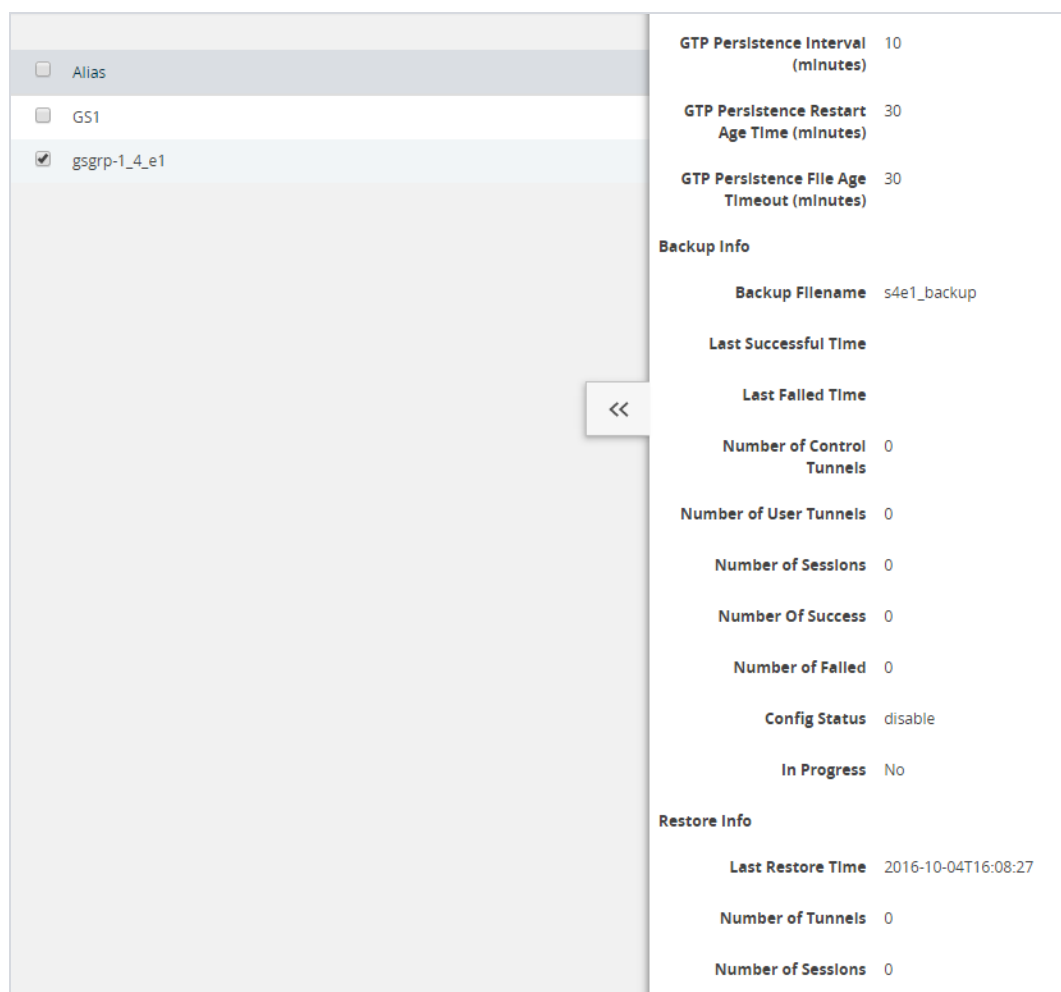 Alias
GS1
gsgrp-1_4_e1
<<
GTP Persistence Interval 10
(minutes)
GTP Persistence Restart 30
Age Time (minutes)
GTP Persistence File Age 30
Timeout (minutes)
Backup Info
Backup Filename s4e1_backup
Last Successful Time
Last Failed Time
Number of Control 0
Tunnels
Number of User Tunnels 0
Number of Sessions 0
Number Of Success 0
Number of Failed 0
Config Status disable
In Progress No
Restore Info
Last Restore Time 2016-10-04T16:08:27
Number of Tunnels 0
Number of Sessions 0